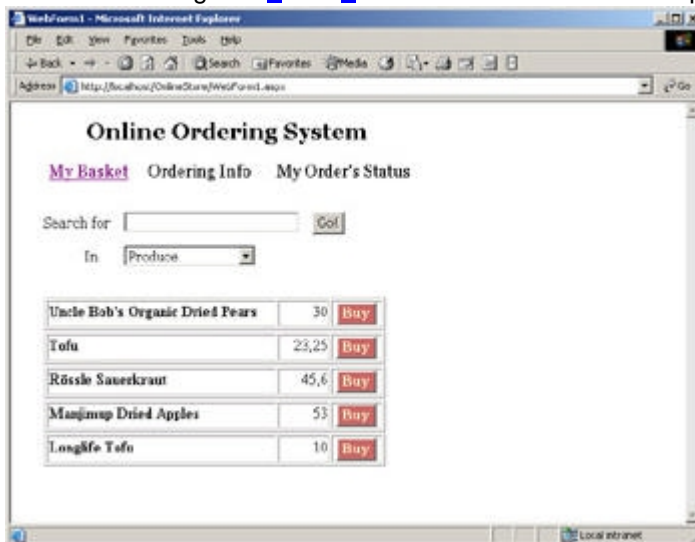 WebForm1 - Microsoft Internet Explorer
File Edit View Favorites Tools Help
Back Search Favorites Media
Address http://localhost/OnlineStore/WebForm1.aspx Go
Online Ordering System
My Basket Ordering Info My Order's Status
Search for Go!
In Produce
Uncle Bob's Organic Dried Pears 30 Buy
Tofu 23,25 Buy
Rössle Sauerkraut 45,6 Buy
Manjimup Dried Apples 53 Buy
Longlife Tofu 10 Buy
Local intranet